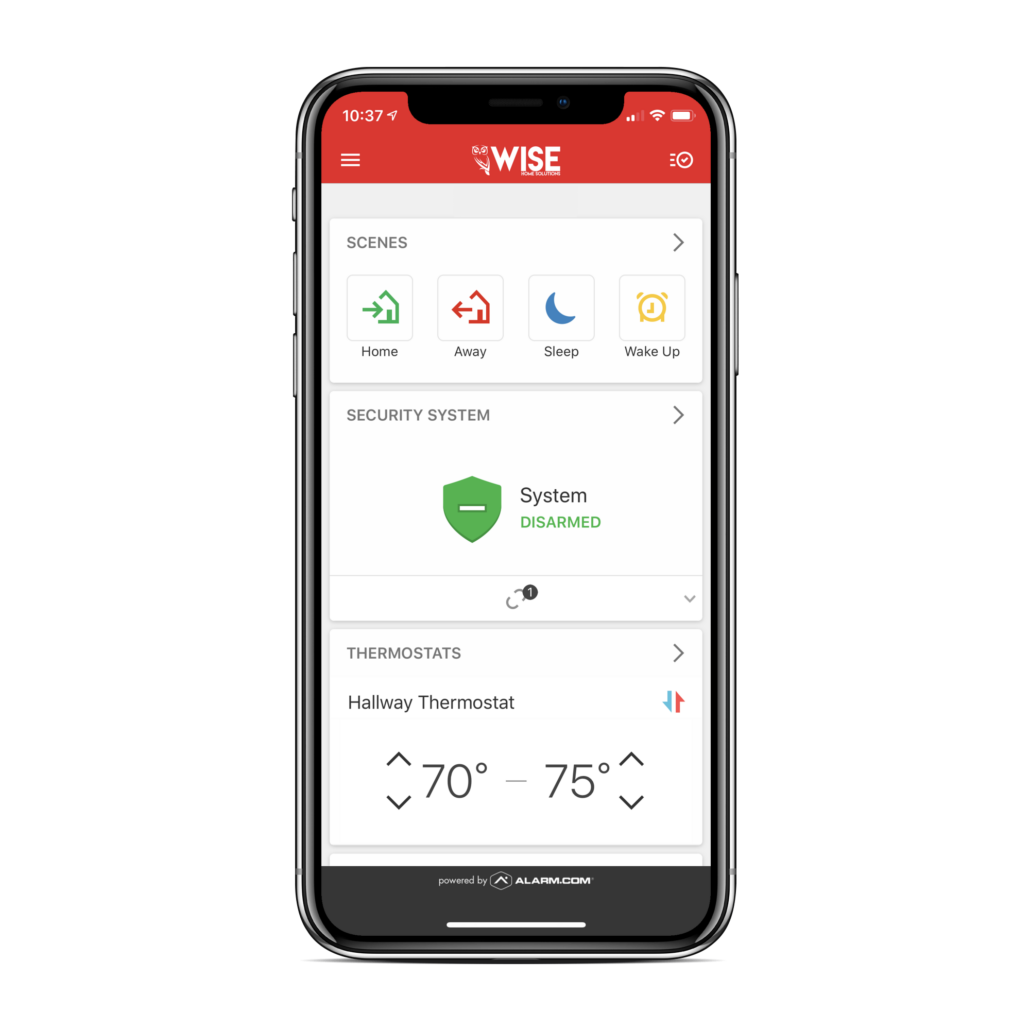 10:37
WISE
HOME SOLUTIONS
SCENES
Home Away Sleep Wake Up
SECURITY SYSTEM
System
DISARMED
1
THERMOSTATS
Hallway Thermostat
70° — 75°
powered by ALARM.COM